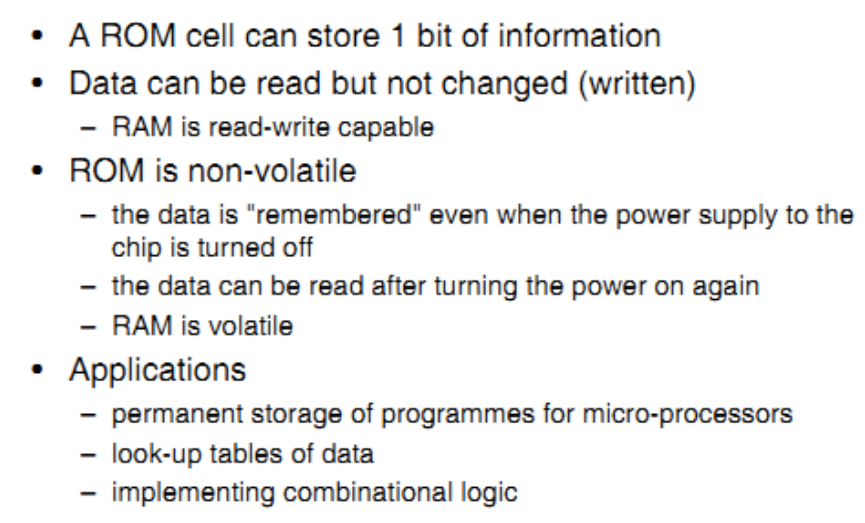 • A ROM cell can store 1 bit of information
• Data can be read but not changed (written)
– RAM is read-write capable
• ROM is non-volatile
– the data is "remembered" even when the power supply to the
chip is turned off
– the data can be read after turning the power on again
– RAM is volatile
• Applications
– permanent storage of programmes for micro-processors
– look-up tables of data
– implementing combinational logic